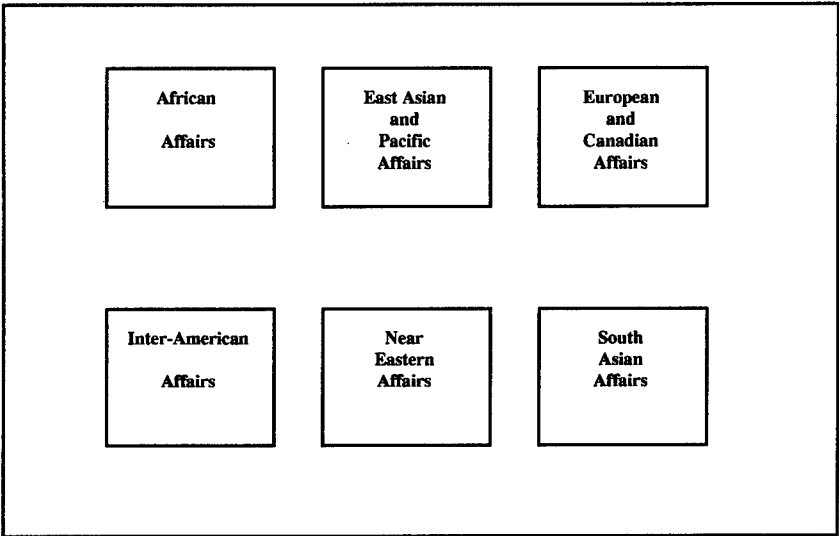 African
Affairs
East Asian
and
Pacific
Affairs
European
and
Canadian
Affairs
Inter-American
Affairs
Near
Eastern
Affairs
South
Asian
Affairs